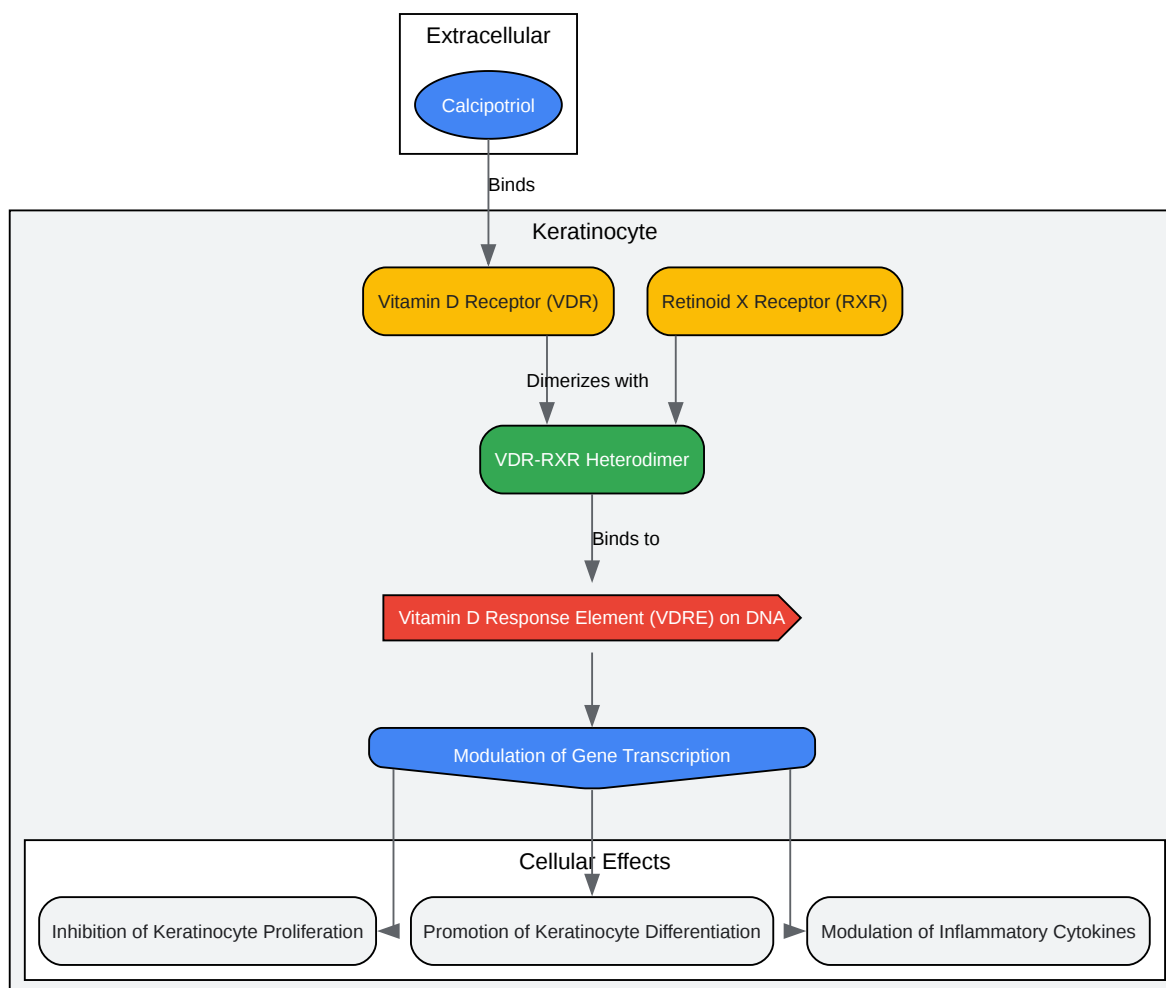 Extracellular
Calcipotriol
Binds
Keratinocyte
Vitamin D Receptor (VDR)
Retinoid X Receptor (RXR)
Dimerizes with
VDR-RXR Heterodimer
Binds to
Vitamin D Response Element (VDRE) on DNA
Modulation of Gene Transcription
Cellular Effects
Inhibition of Keratinocyte Proliferation
Promotion of Keratinocyte Differentiation
Modulation of Inflammatory Cytokines